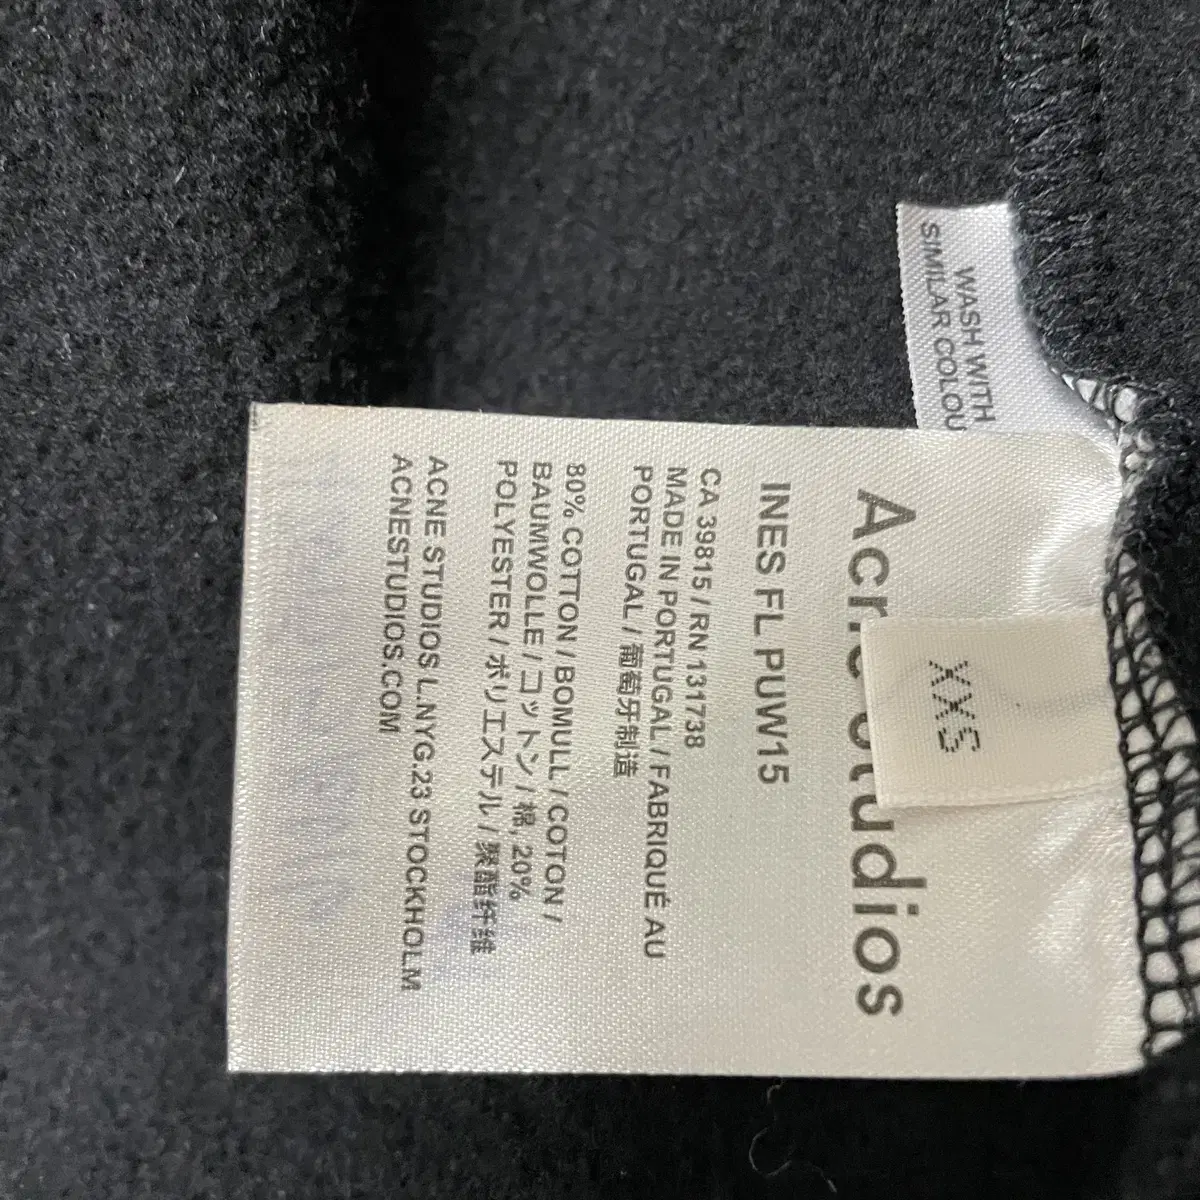 WASH WITH
SIMILAR COLOU
XXS
Acne Studios
INES FL PUW15
CA 39815 / RN 131738
MADE IN PORTUGAL / FABRIQUÉ AU
PORTUGAL / 葡萄牙制造
80% COTTON / BOMULL / COTON /
BAUMWOLLE / コットン / 棉, 20%
POLYESTER / ポリエステル / 聚酯纤维
ACNE STUDIOS L.NYG.23 STOCKHOLM
ACNESTUDIOS.COM